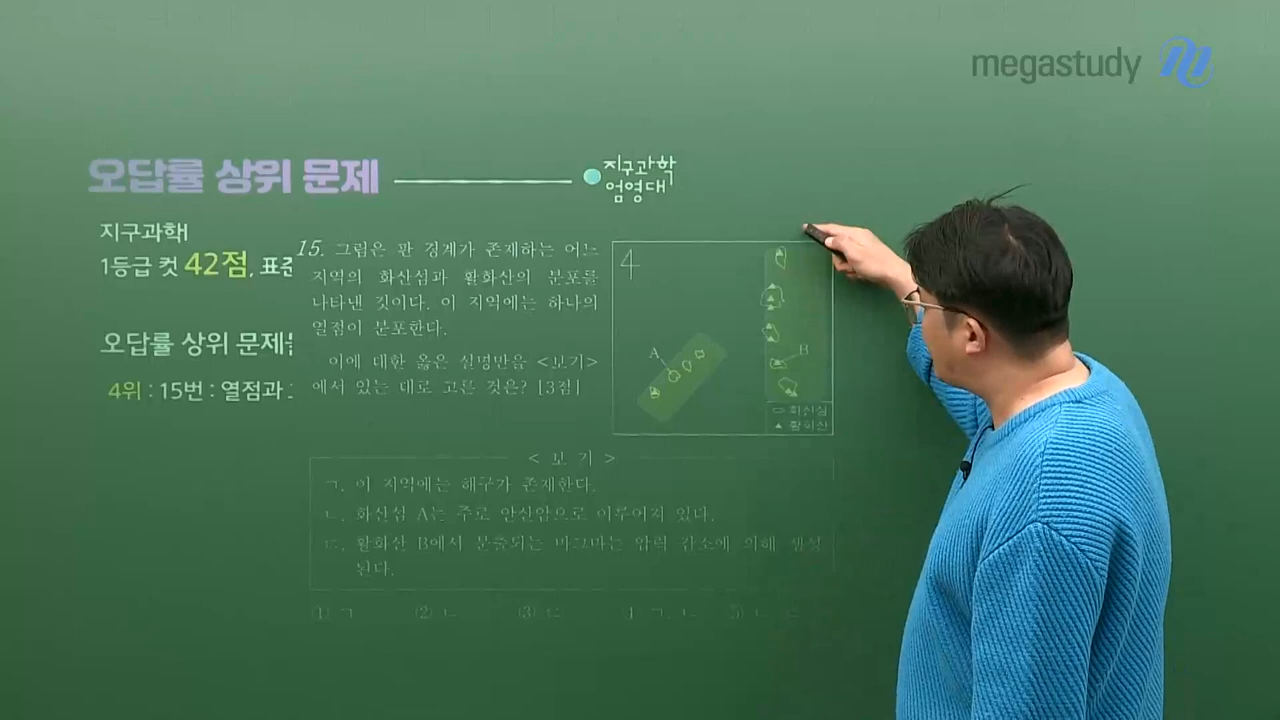 megastudy
오답률 상위 문제
지구과학
엄영대
지구과학I
1등급 컷 42점, 표준
오답률 상위 문제
4위 : 15번 : 열점과
15. 그림은 판 경계가 존재하는 어느
지역의 화산섬과 활화산의 분포를
나타낸 것이다. 이 지역에는 하나의
열점이 분포한다.
이에 대한 옳은 설명만을 <보기>
에서 있는 대로 고른 것은? [3점]
4
A
B
화산섬
활화산
< 보 기 >
ㄱ. 이 지역에는 해구가 존재한다.
ㄴ. 화산섬 A는 주로 안산암으로 이루어져 있다.
ㄷ. 활화산 B에서 분출되는 마그마는 압력 감소에 의해 생성
된다.
① ㄱ ② ㄴ ③ ㄷ